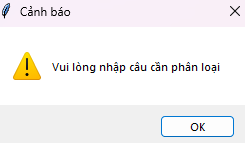 Cảnh báo
Vui lòng nhập câu cần phân loại
OK